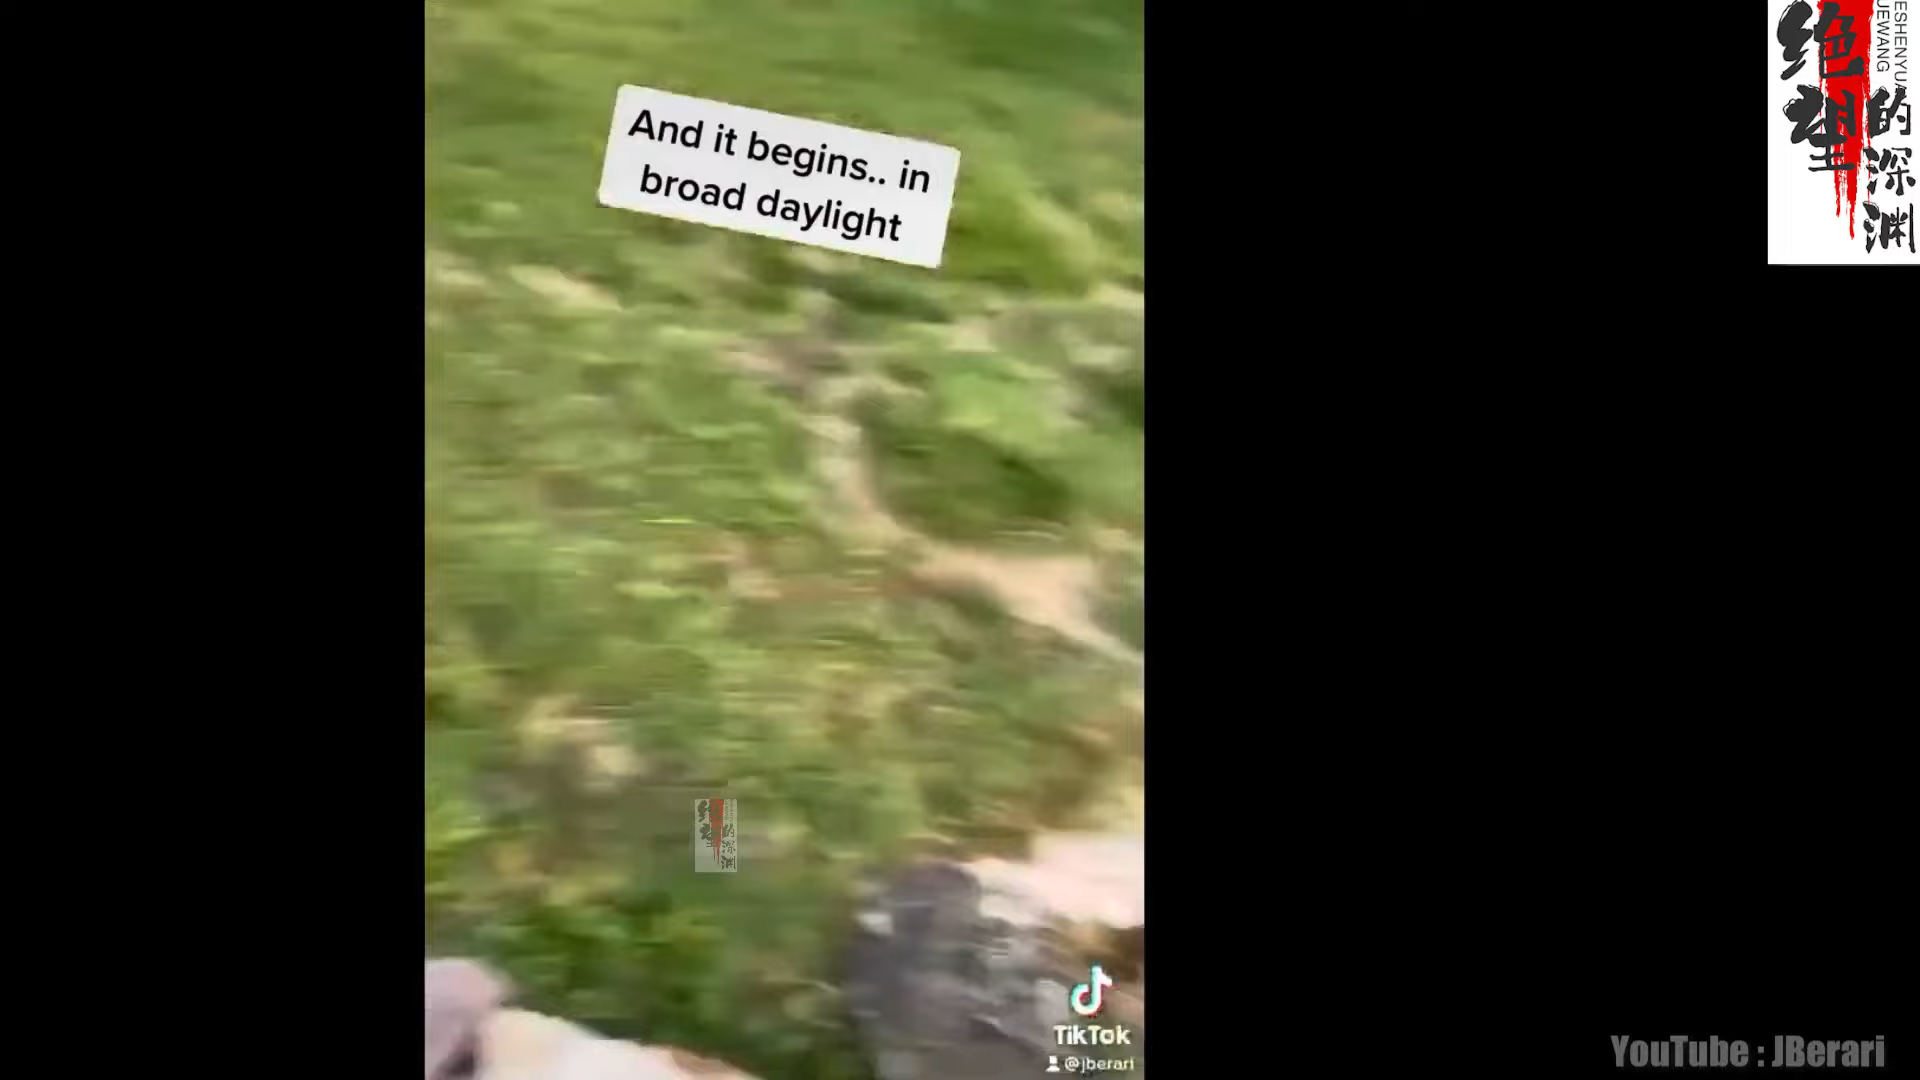 And it begins.. in
broad daylight
绝望
的深渊
TikTok
@jberari
YouTube : JBerari